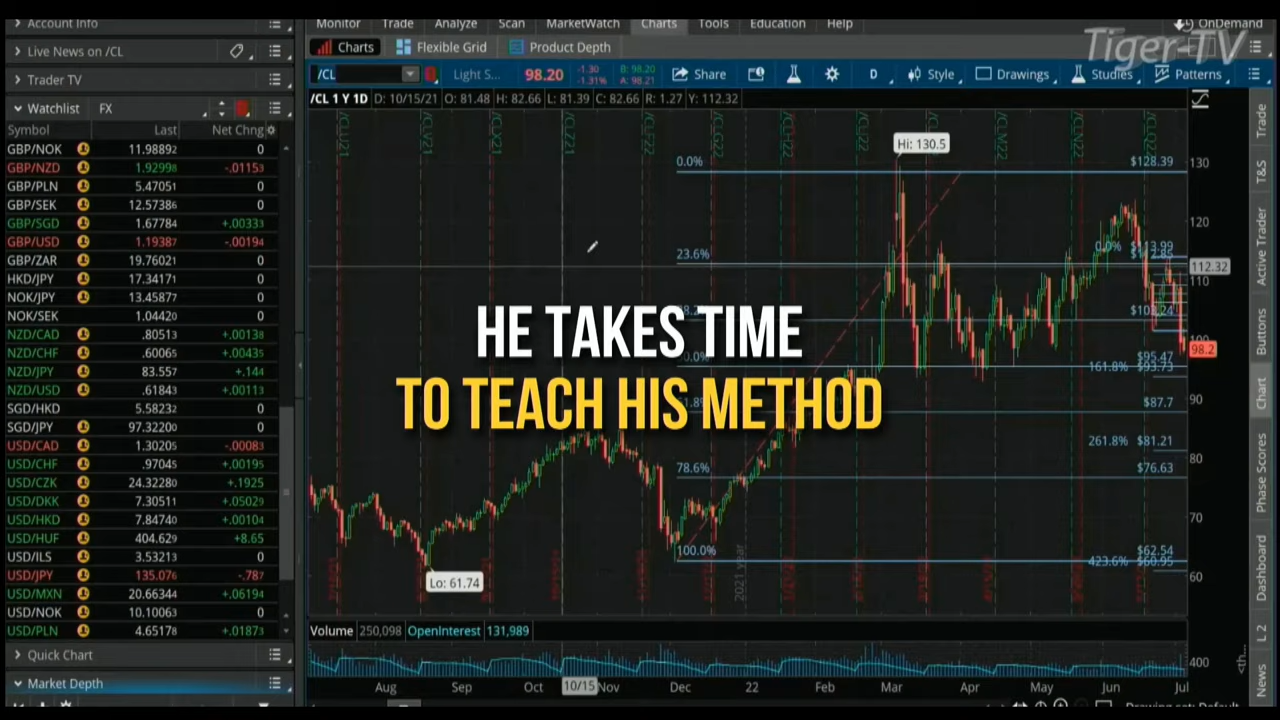 Account Info
Monitor Trade Analyze Scan MarketWatch Charts Tools Education Help OnDemand
Tiger-TV
Live News on /CL
Charts Flexible Grid Product Depth
Trader TV
/CL Light S... 98.20 -1.30 -1.31% B: 98.20 A: 98.21 Share D Style Drawings Studies Patterns
Watchlist FX
/CL 1 Y 1D D: 10/15/21 O: 81.48 H: 82.66 L: 81.39 C: 82.66 R: 1.27 Y: 112.32
Symbol Last Net Chng
GBP/NOK 11.98892 0
GBP/NZD 1.92998 -.01153
GBP/PLN 5.47051 0
GBP/SEK 12.57386 0
GBP/SGD 1.67784 +.00333
GBP/USD 1.19387 -.00194
GBP/ZAR 19.76021 0
HKD/JPY 17.34171 0
NOK/JPY 13.45877 0
NOK/SEK 1.04420 0
NZD/CAD .80513 +.00138
NZD/CHF .60065 +.00435
NZD/JPY 83.557 +.144
NZD/USD .61843 +.00113
SGD/HKD 5.58232 0
SGD/JPY 97.32200 0
USD/CAD 1.30205 -.00083
USD/CHF .97045 +.00195
USD/CZK 24.32280 +.1925
USD/DKK 7.30511 +.05029
USD/HKD 7.84740 +.00104
USD/HUF 404.629 +8.65
USD/ILS 3.53213 0
USD/JPY 135.076 -.787
USD/MXN 20.66344 +.06194
USD/NOK 10.10063 0
USD/PLN 4.65178 +.01873
Quick Chart
Market Depth
Hi: 130.5
0.0% $128.39
130
120
23.6%
0.0% $113.99
$112.85
112.32
110
$103.24
98.2
$95.47
161.8% $93.73
90
$87.7
261.8% $81.21
80
78.6% $76.63
70
100.0% $62.54
423.6% $60.95
60
Lo: 61.74
HE TAKES TIME
TO TEACH HIS METHOD
Volume 250,098 OpenInterest 131,989
400
Aug Sep Oct 10/15 Nov Dec 22 Feb Mar Apr May Jun Jul
Trade
T&S
Active Trader
Buttons
Chart
Phase Scores
Dashboard
L 2
News